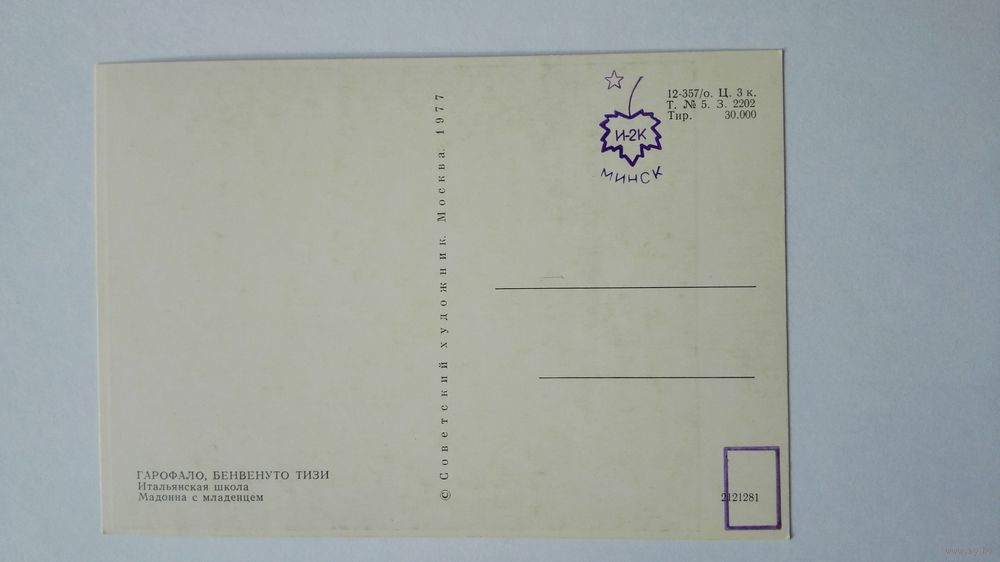 И-2К
МИНСК
12-357/о. Ц. 3 к.
Т. № 5. З. 2202
Тир. 30.000
© Советский художник. Москва. 1977
ГАРОФАЛО, БЕНВЕНУТО ТИЗИ
Итальянская школа
Мадонна с младенцем
2121281